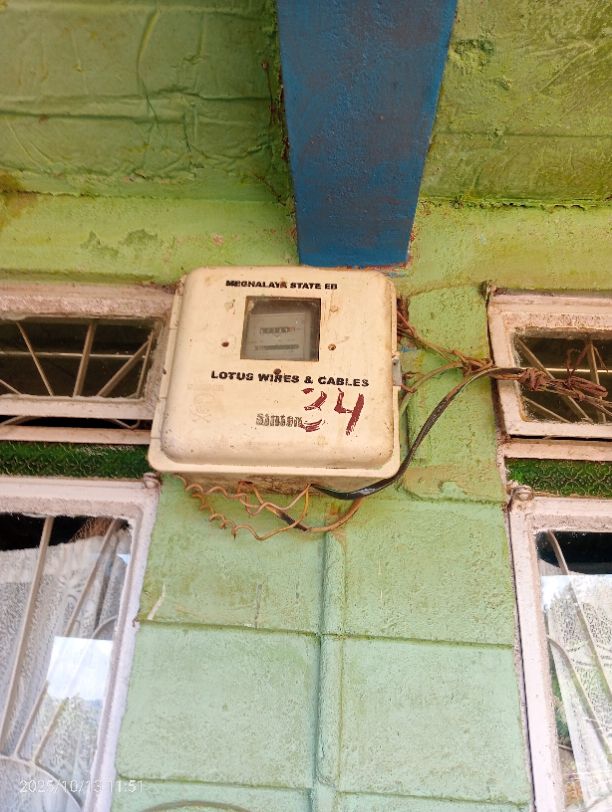 MEGHALAYA STATE EB
LOTUS WIRES & CABLES
34
2025/10/13 11:51